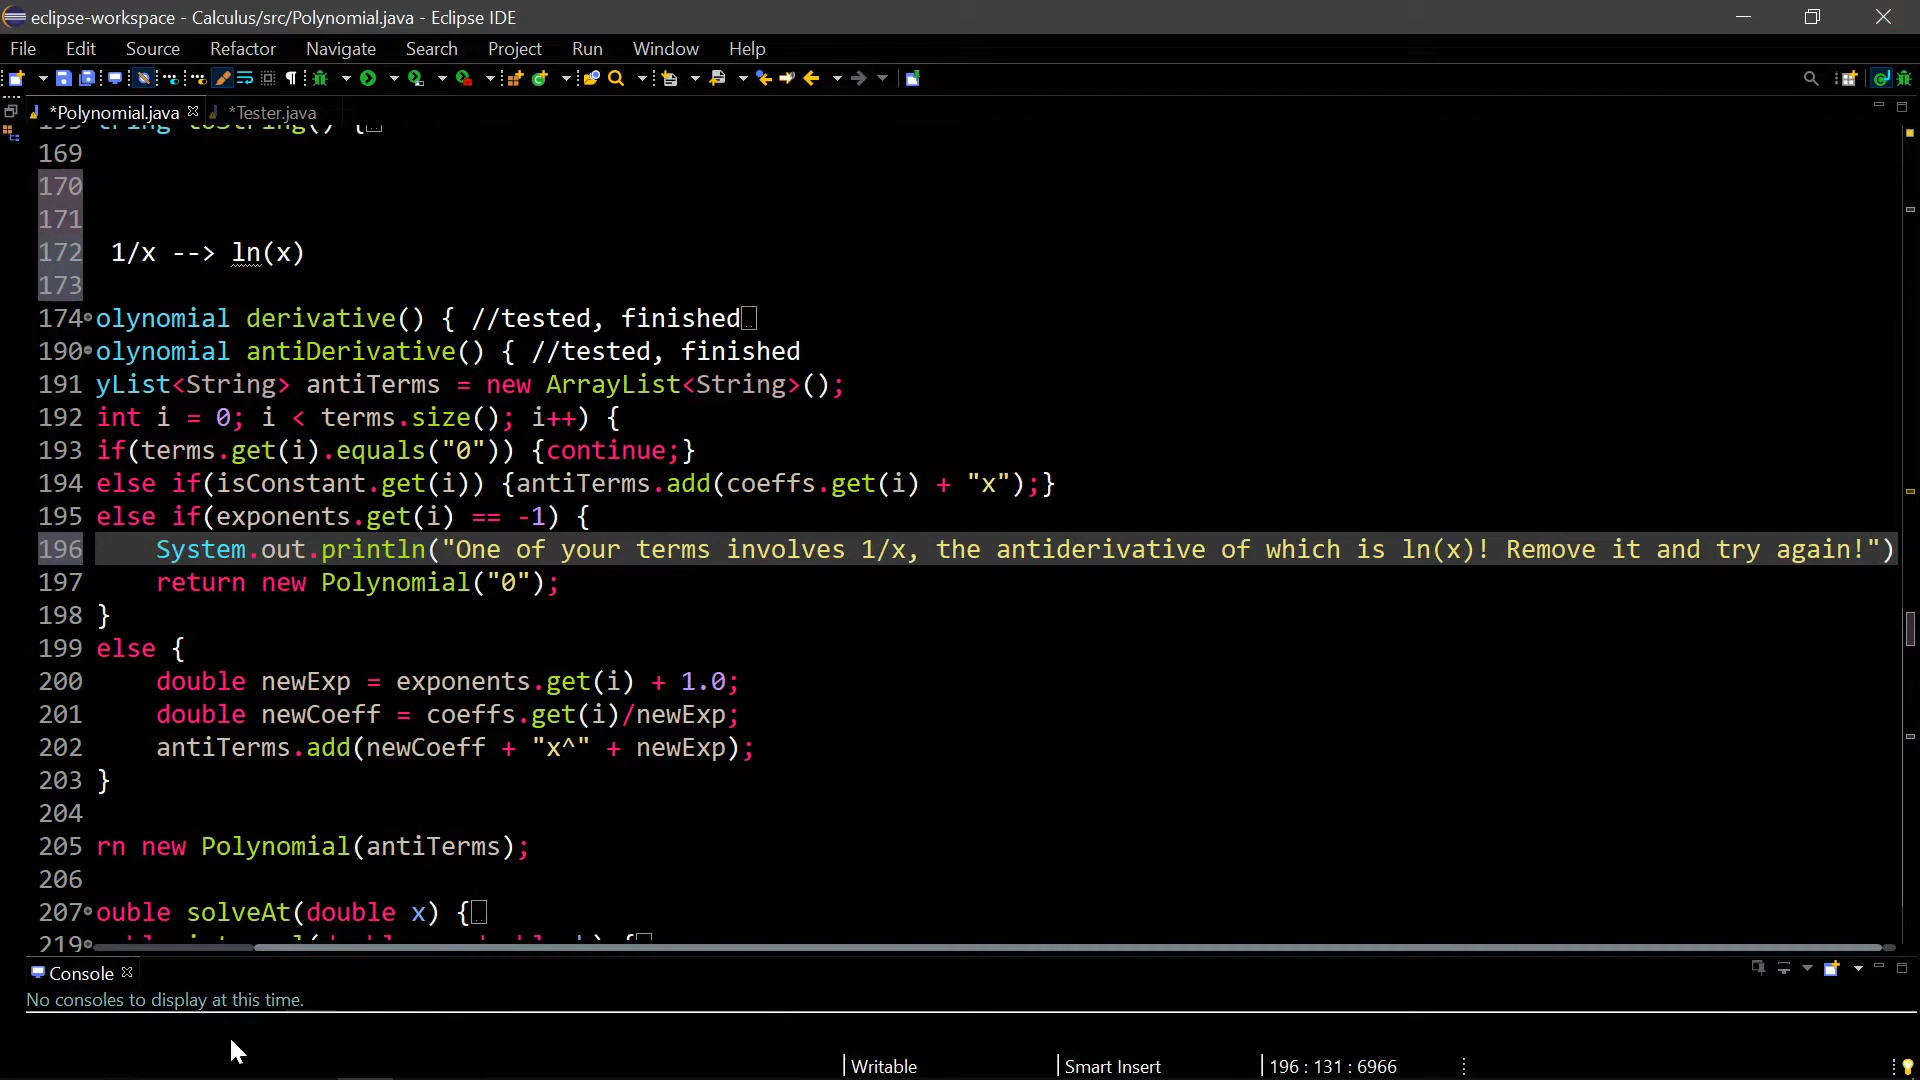 eclipse-workspace - Calculus/src/Polynomial.java - Eclipse IDE
File Edit Source Refactor Navigate Search Project Run Window Help
*Polynomial.java *Tester.java
tring toString() {
169
170
171
172 1/x --> ln(x)
173
174 olynomial derivative() { //tested, finished
190 olynomial antiDerivative() { //tested, finished
191 yList<String> antiTerms = new ArrayList<String>();
192 int i = 0; i < terms.size(); i++) {
193 if(terms.get(i).equals("0")) {continue;}
194 else if(isConstant.get(i)) {antiTerms.add(coeffs.get(i) + "x");}
195 else if(exponents.get(i) == -1) {
196 System.out.println("One of your terms involves 1/x, the antiderivative of which is ln(x)! Remove it and try again!")
197 return new Polynomial("0");
198 }
199 else {
200 double newExp = exponents.get(i) + 1.0;
201 double newCoeff = coeffs.get(i)/newExp;
202 antiTerms.add(newCoeff + "x^" + newExp);
203 }
204
205 rn new Polynomial(antiTerms);
206
207 ouble solveAt(double x) {
219
Console
No consoles to display at this time.
Writable Smart Insert 196 : 131 : 6966